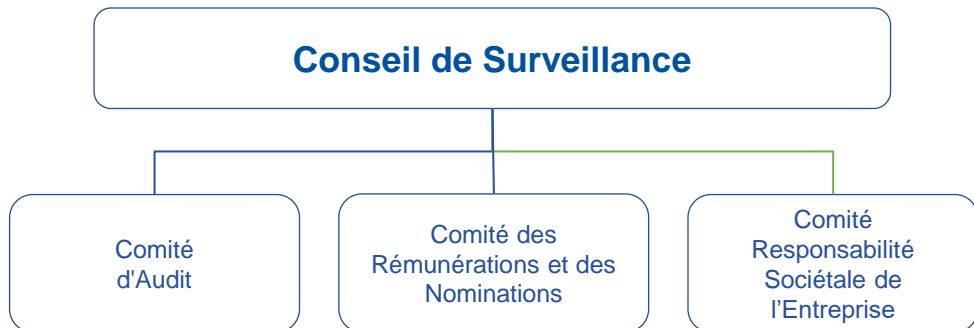 Conseil de Surveillance
Comité
d'Audit
Comité des
Rémunérations et des
Nominations
Comité
Responsabilité
Sociétale de
l’Entreprise